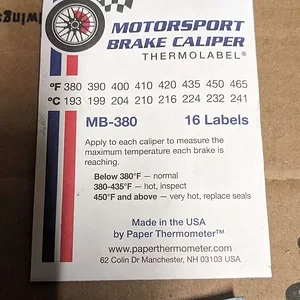 MOTORSPORT
BRAKE CALIPER
THERMOLABEL®
°F 380 390 400 410 420 435 450 465
°C 193 199 204 210 216 224 232 241
MB-380 16 Labels
Apply to each caliper to measure the
maximum temperature each brake is
reaching.
Below 380°F — normal
380-435°F — hot, inspect
450°F and above — very hot, replace seals
Made in the USA
by Paper Thermometer™
www.paperthermometer.com
62 Colin Dr Manchester, NH 03103 USA